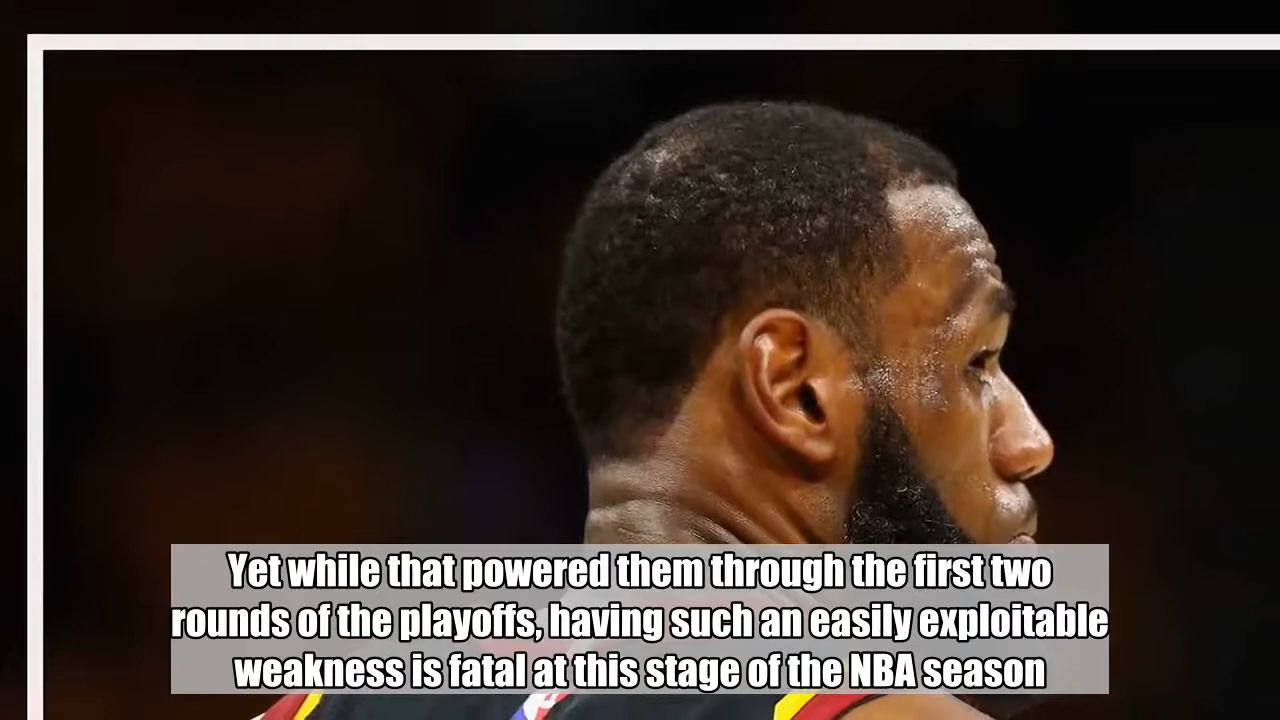 Yet while that powered them through the first two
rounds of the playoffs, having such an easily exploitable
weakness is fatal at this stage of the NBA season